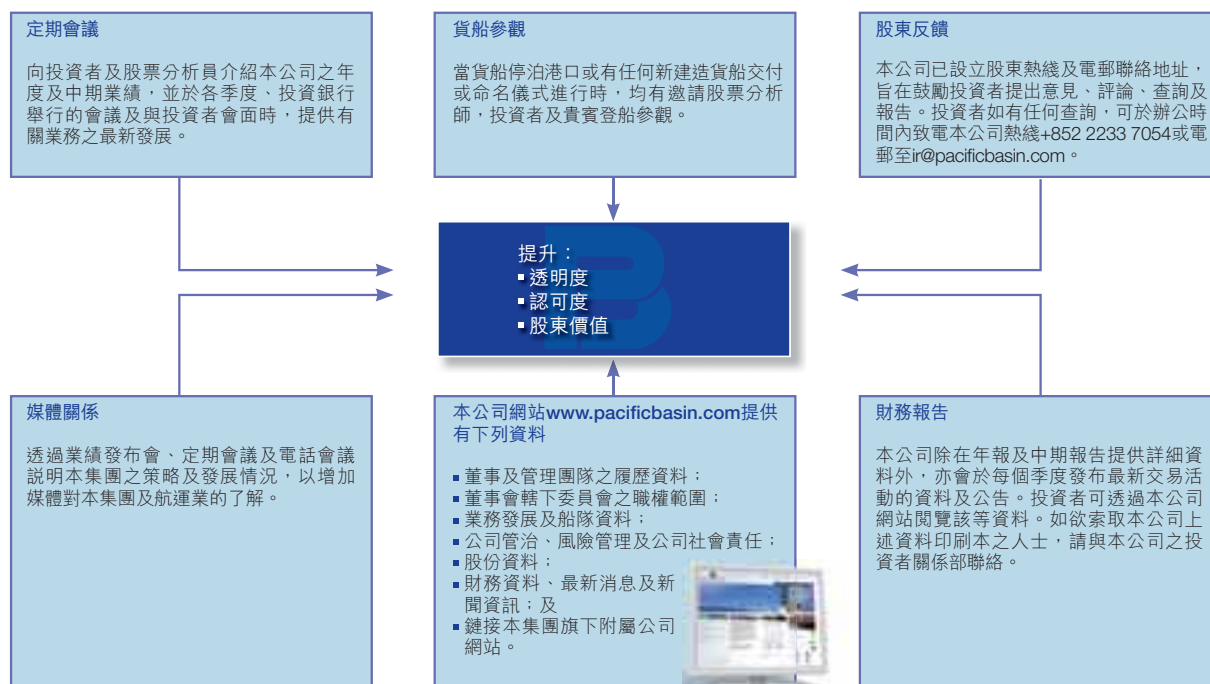 定期會議
向投資者及股票分析員介紹本公司之年
度及中期業績，並於各季度、投資銀行
舉行的會議及與投資者會面時，提供有
關業務之最新發展。
貨船參觀
當貨船停泊港口或有任何新建造貨船交付
或命名儀式進行時，均有邀請股票分析
師，投資者及貴賓登船參觀。
股東反饋
本公司已設立股東熱綫及電郵聯絡地址，
旨在鼓勵投資者提出意見、評論、查詢及
報告。投資者如有任何查詢，可於辦公時
間內致電本公司熱綫+852 2233 7054或電
郵至ir@pacificbasin.com。
提升：
▪透明度
▪認可度
▪股東價值
媒體關係
透過業績發布會、定期會議及電話會議
説明本集團之策略及發展情況，以增加
媒體對本集團及航運業的了解。
本公司網站www.pacificbasin.com提供
有下列資料
▪董事及管理團隊之履歷資料；
▪董事會轄下委員會之職權範圍；
▪業務發展及船隊資料；
▪公司管治、風險管理及公司社會責任；
▪股份資料；
▪財務資料、最新消息及新
聞資訊；及
▪鏈接本集團旗下附屬公司
網站。
財務報告
本公司除在年報及中期報告提供詳細資
料外，亦會於每個季度發布最新交易活
動的資料及公告。投資者可透過本公司
網站閲覽該等資料。如欲索取本公司上
述資料印刷本之人士，請與本公司之投
資者關係部聯絡。